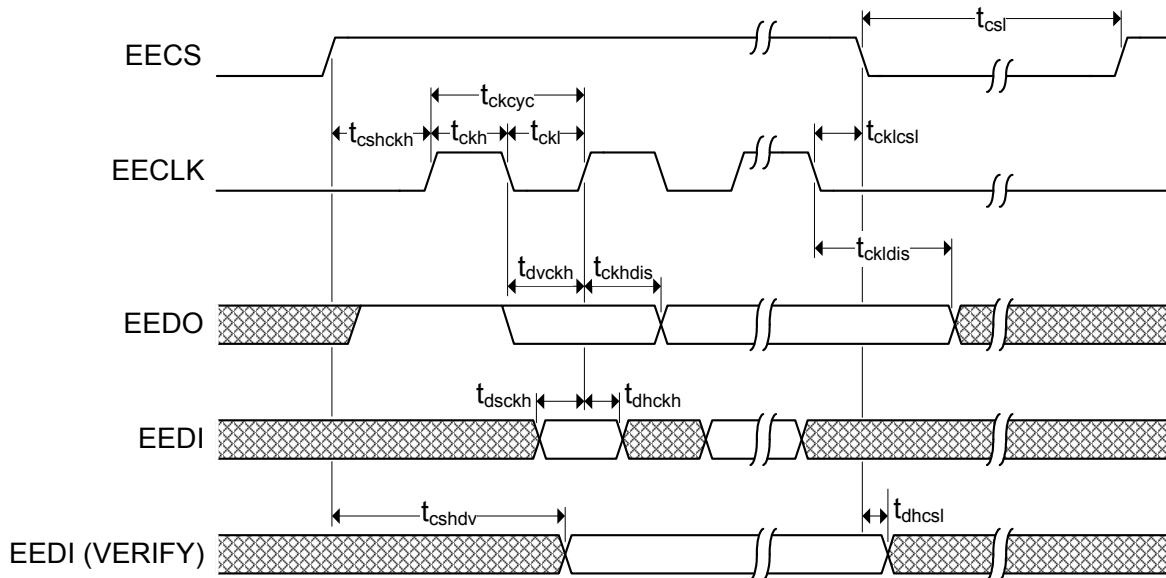 EECS
t_csl
t_ckcyc
t_cshckh
t_ckh
t_ckl
t_cklcsl
EECLK
t_dvckh
t_ckhdis
t_ckldis
EEDO
t_dsckh
t_dhckh
EEDI
t_cshdv
t_dhcsl
EEDI (VERIFY)